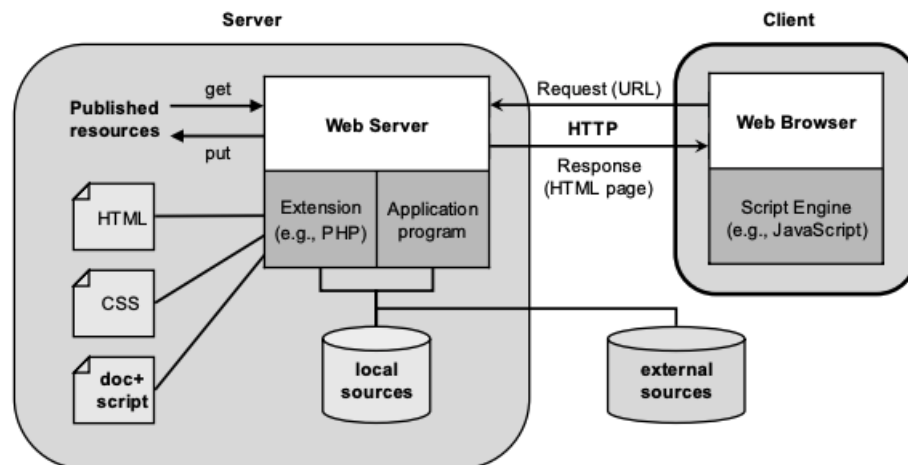 Server
Client
get
Published
resources
put
Web Server
Request (URL)
HTTP
Response
(HTML page)
Web Browser
HTML
Extension
(e.g., PHP)
Application
program
Script Engine
(e.g., JavaScript)
CSS
doc+
script
local
sources
external
sources